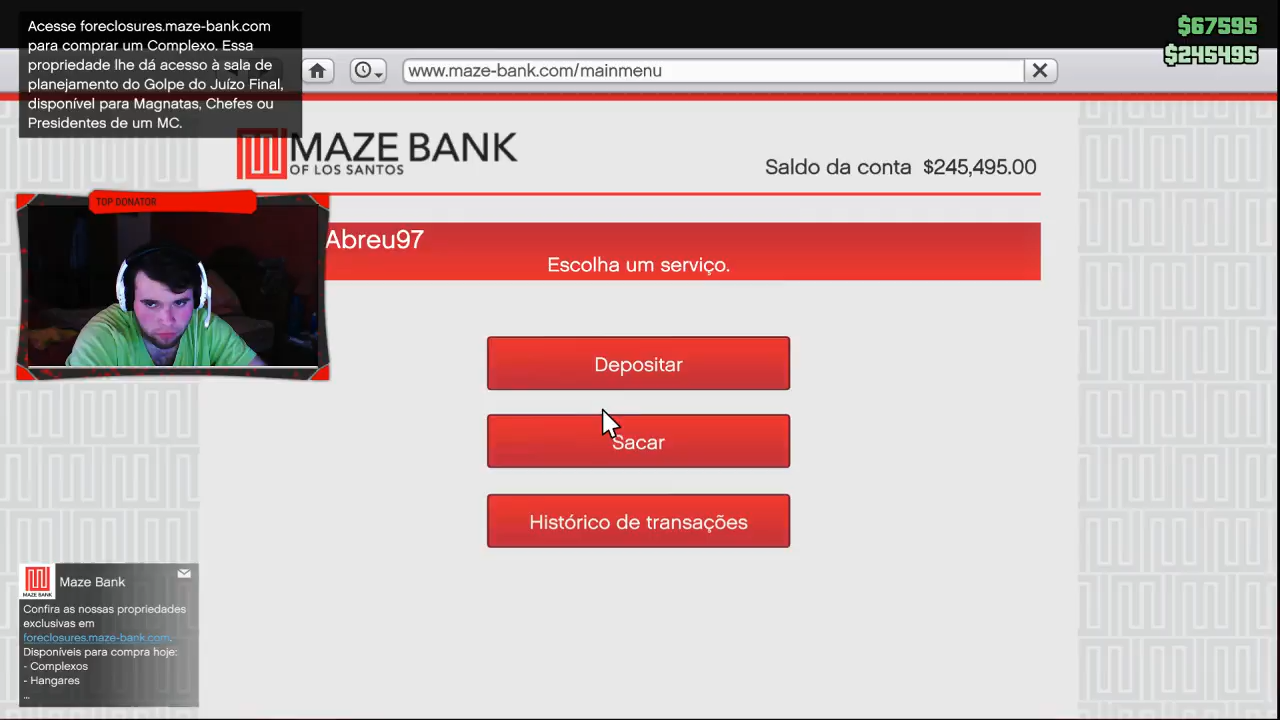 Acesse foreclosures.maze-bank.com
para comprar um Complexo. Essa
propriedade lhe dá acesso à sala de
planejamento do Golpe do Juízo Final,
disponível para Magnatas, Chefes ou
Presidentes de um MC.
$67595
$245495
www.maze-bank.com/mainmenu
MAZE BANK
OF LOS SANTOS
Saldo da conta $245,495.00
TOP DONATOR
Abreu97
Escolha um serviço.
Depositar
Sacar
Histórico de transações
MAZE BANK
Maze Bank
Confira as nossas propriedades
exclusivas em
foreclosures.maze-bank.com.
Disponíveis para compra hoje:
- Complexos
- Hangares
...